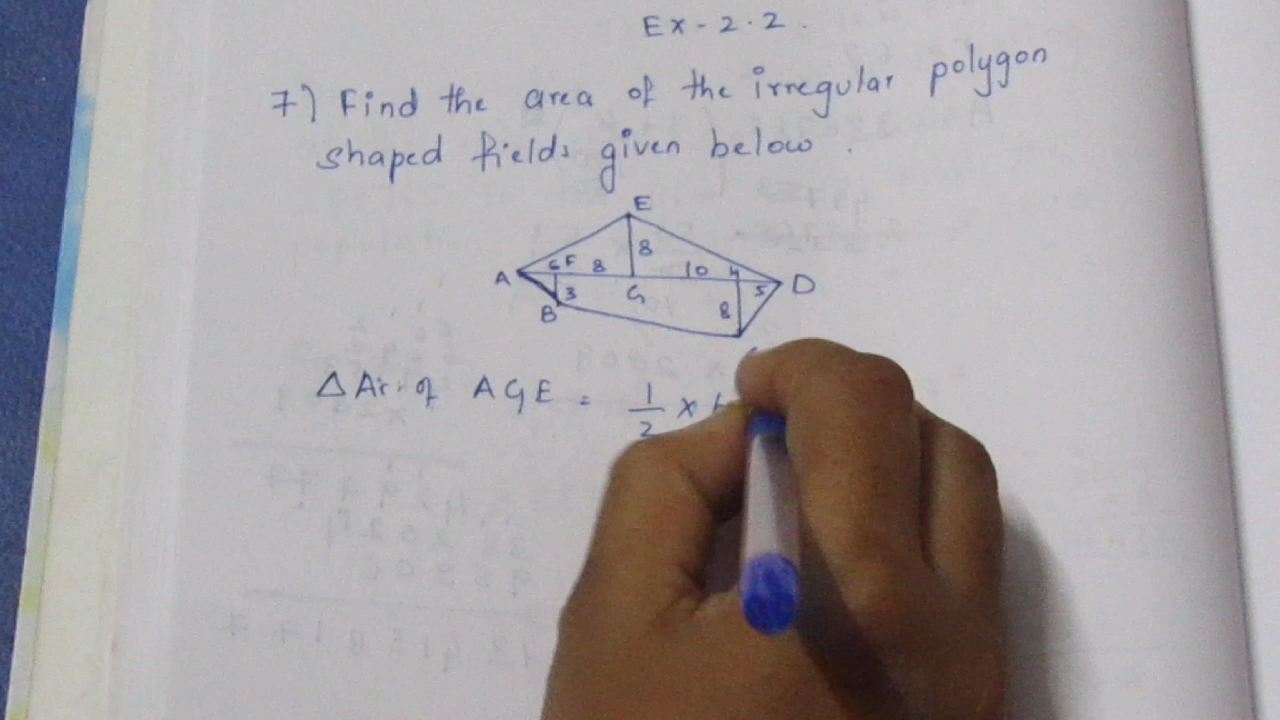 Ex - 2.2.
7) Find the area of the irregular polygon
shaped fields given below.
E
8
A 6 F 8 10 H D
3 G 5
B 8
△ Ar. of AGE = 1/2 x